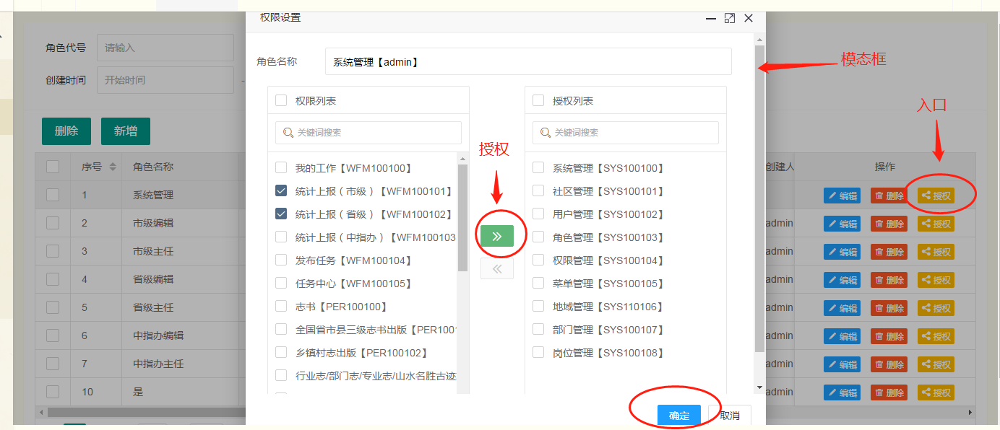 权限设置
角色代号
请输入
角色名称
系统管理【admin】
模态框
创建时间
开始时间
-
权限列表
授权列表
入口
删除
新增
关键词搜索
关键词搜索
授权
序号
角色名称
创建人
操作
我的工作【WFM100100】
统计上报（市级）【WFM100101】
统计上报（省级）【WFM100102】
统计上报（中指办）【WFM100103
发布任务【WFM100104】
任务中心【WFM100105】
志书【PER100100】
全国省市县三级志书出版【PER100
乡镇村志出版【PER100102】
行业志/部门志/专业志/山水名胜古迹
系统管理【SYS100100】
社区管理【SYS100101】
用户管理【SYS100102】
角色管理【SYS100103】
权限管理【SYS100104】
菜单管理【SYS100105】
地域管理【SYS110106】
部门管理【SYS100107】
岗位管理【SYS100108】
1 系统管理 编辑 删除 授权
2 市级编辑 admin 编辑 删除 授权
3 市级主任 admin 编辑 删除 授权
4 省级编辑 admin 编辑 删除 授权
5 省级主任 admin 编辑 删除 授权
6 中指办编辑 admin 编辑 删除 授权
7 中指办主任 admin 编辑 删除 授权
10 是 admin 编辑 删除 授权
确定
取消